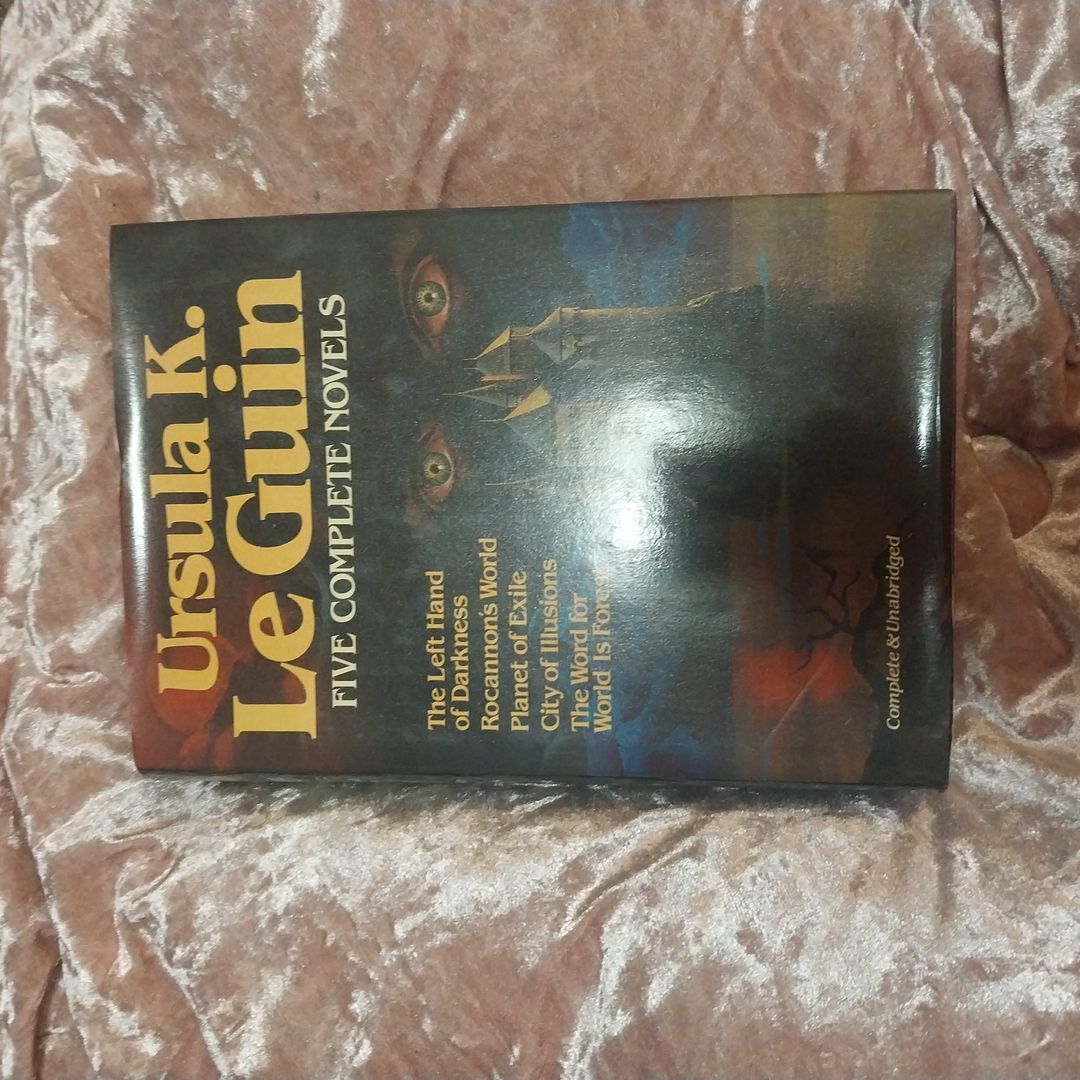 Ursula K.
Le Guin
FIVE COMPLETE NOVELS
The Left Hand
of Darkness
Rocannon's World
Planet of Exile
City of Illusions
The Word for
World Is Forest
Complete & Unabridged